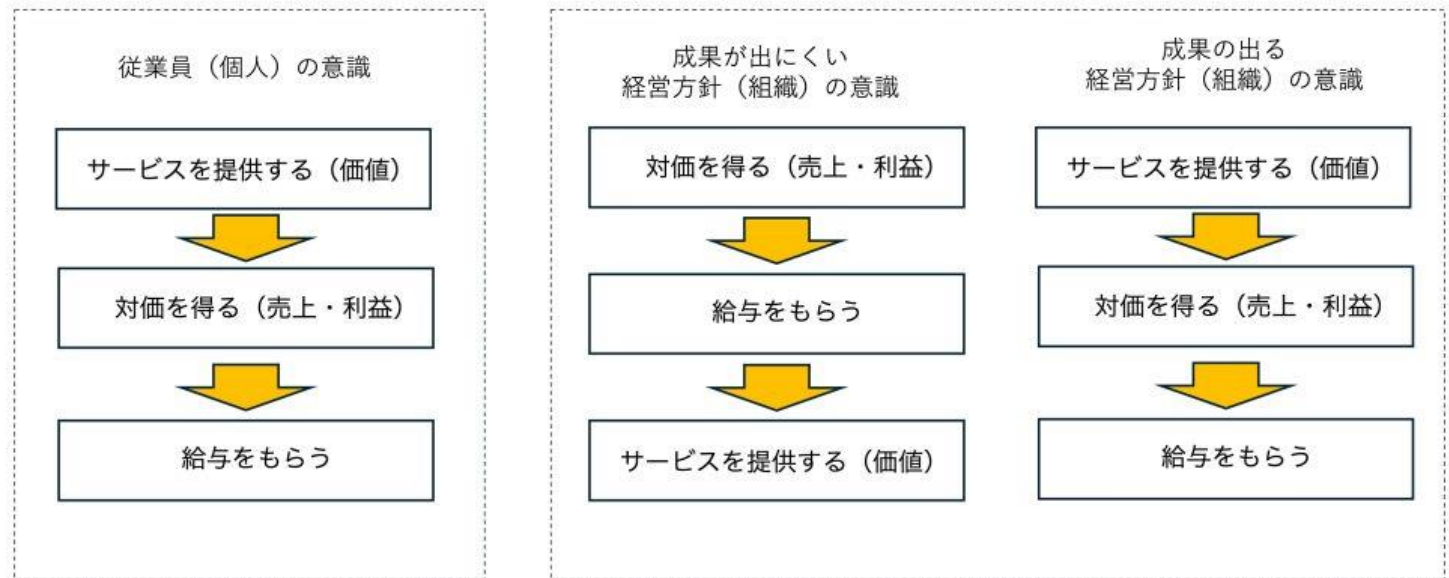 従業員（個人）の意識
サービスを提供する（価値）
対価を得る（売上・利益）
給与をもらう
成果が出にくい
経営方針（組織）の意識
対価を得る（売上・利益）
給与をもらう
サービスを提供する（価値）
成果の出る
経営方針（組織）の意識
サービスを提供する（価値）
対価を得る（売上・利益）
給与をもらう